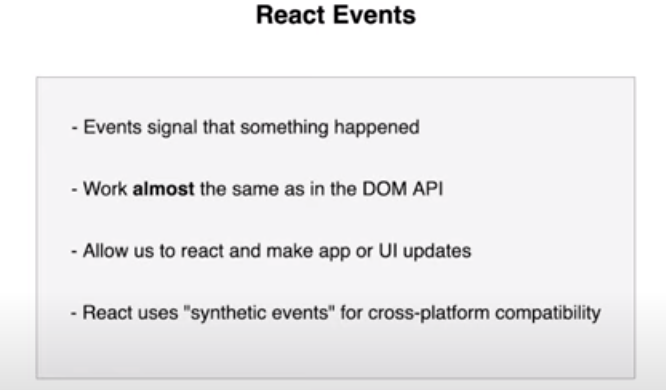 React Events
- Events signal that something happened
- Work almost the same as in the DOM API
- Allow us to react and make app or UI updates
- React uses "synthetic events" for cross-platform compatibility